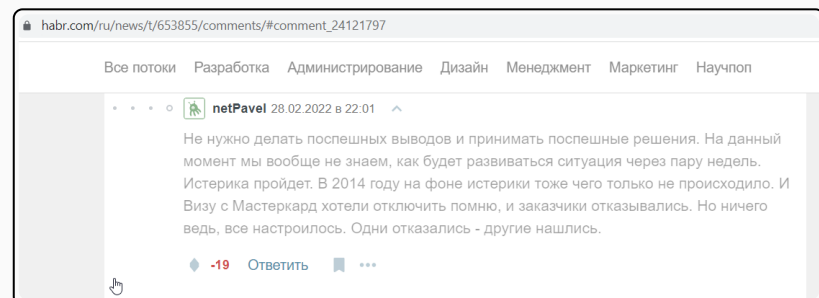 habr.com/ru/news/t/653855/comments/#comment_24121797
Все потоки Разработка Администрирование Дизайн Менеджмент Маркетинг Научпоп
netPavel 28.02.2022 в 22:01
Не нужно делать поспешных выводов и принимать поспешные решения. На данный
момент мы вообще не знаем, как будет развиваться ситуация через пару недель.
Истерика пройдет. В 2014 году на фоне истерики тоже чего только не происходило. И
Визу с Мастеркард хотели отключить помню, и заказчики отказывались. Но ничего
ведь, все настроилось. Одни отказались - другие нашлись.
-19 Ответить